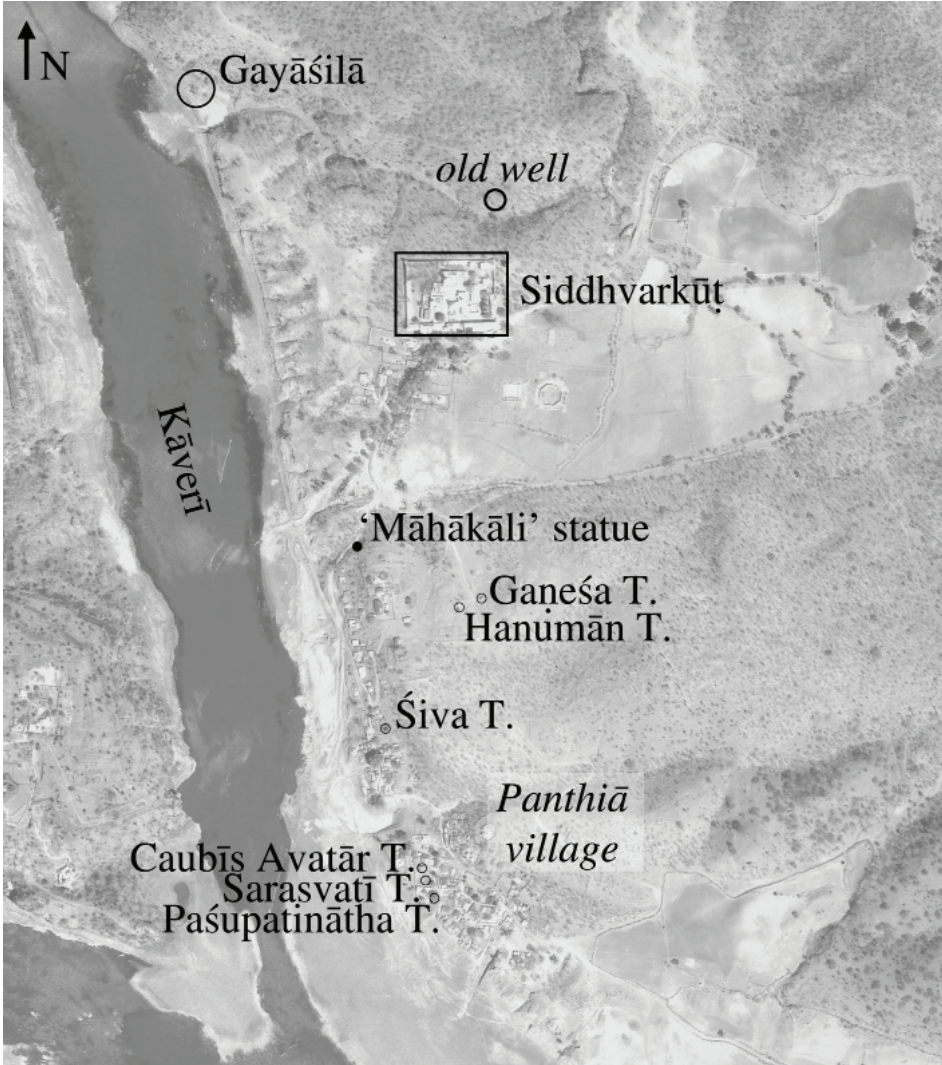 N
Gayāśilā
old well
Siddhvarkūṭ
Kāverī
‘Māhākāli’ statue
Gaṇeśa T.
Hanumān T.
Śiva T.
Panthiā
village
Caubīs Avatār T.
Sarasvatī T.
Paśupatinātha T.